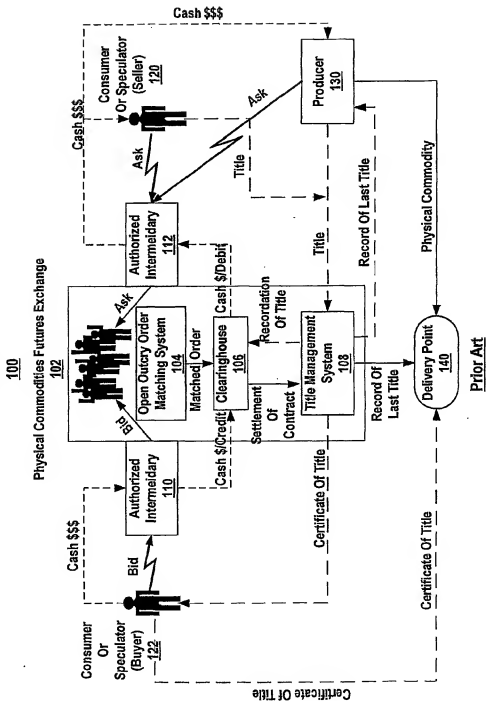 100
Physical Commodities Futures Exchange
102
Cash $$$
Cash $$$
Consumer
Or Speculator
(Seller)
120
Ask
Ask
Authorized
Intermeidary
112
Ask
Bid
Open Outcry Order
Matching System
104
Matched Order
Cash $/Debit
Cash $/Credit
Clearinghouse
106
Settlement
Of
Contract
Recordation
Of Title
Title Management
System
108
Title
Title
Producer
130
Record Of Last Title
Physical Commodity
Record Of
Last Title
Delivery Point
140
Prior Art
Cash $$$
Authorized
Intermeidary
110
Bid
Consumer
Or
Speculator
(Buyer)
122
Certificate Of Title
Certificate Of Title
Certificate Of Title